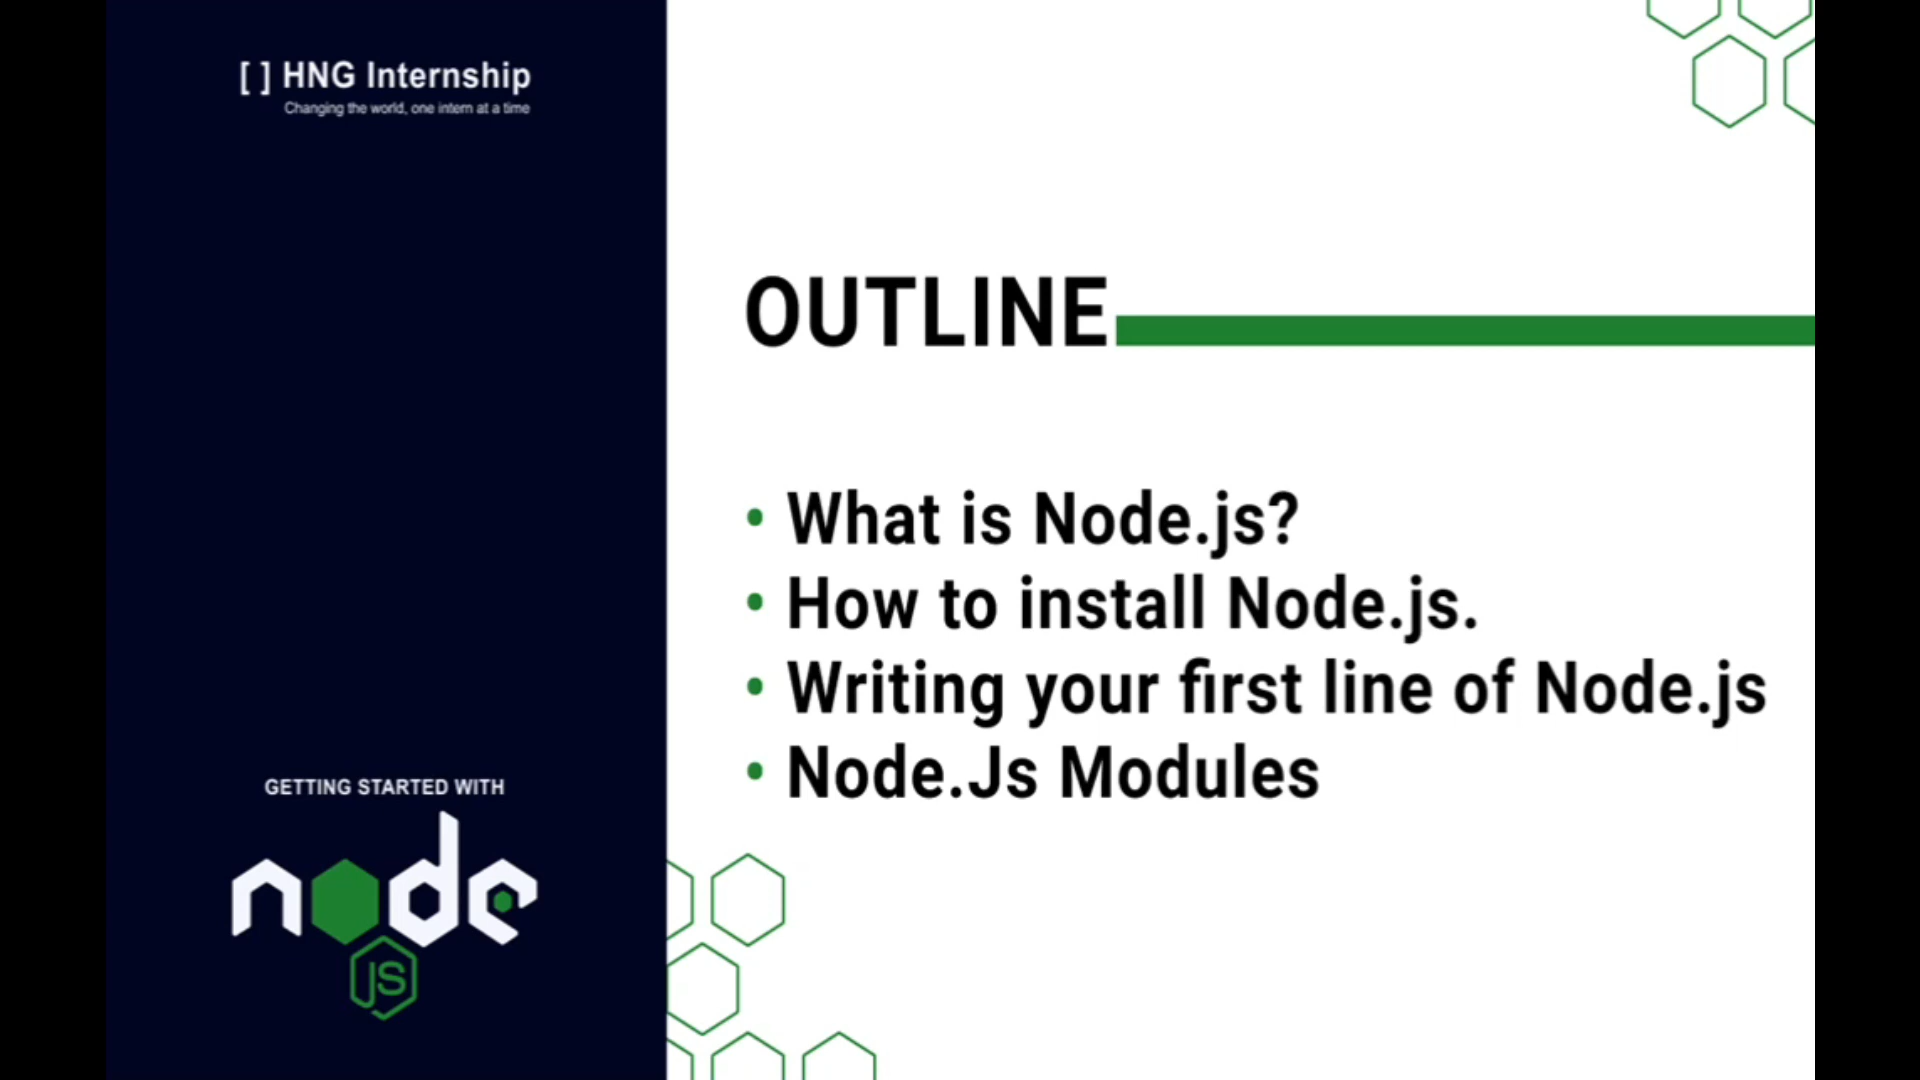 [ ] HNG Internship
Changing the world, one intern at a time
GETTING STARTED WITH
node
JS
OUTLINE
• What is Node.js?
• How to install Node.js.
• Writing your first line of Node.js
• Node.Js Modules